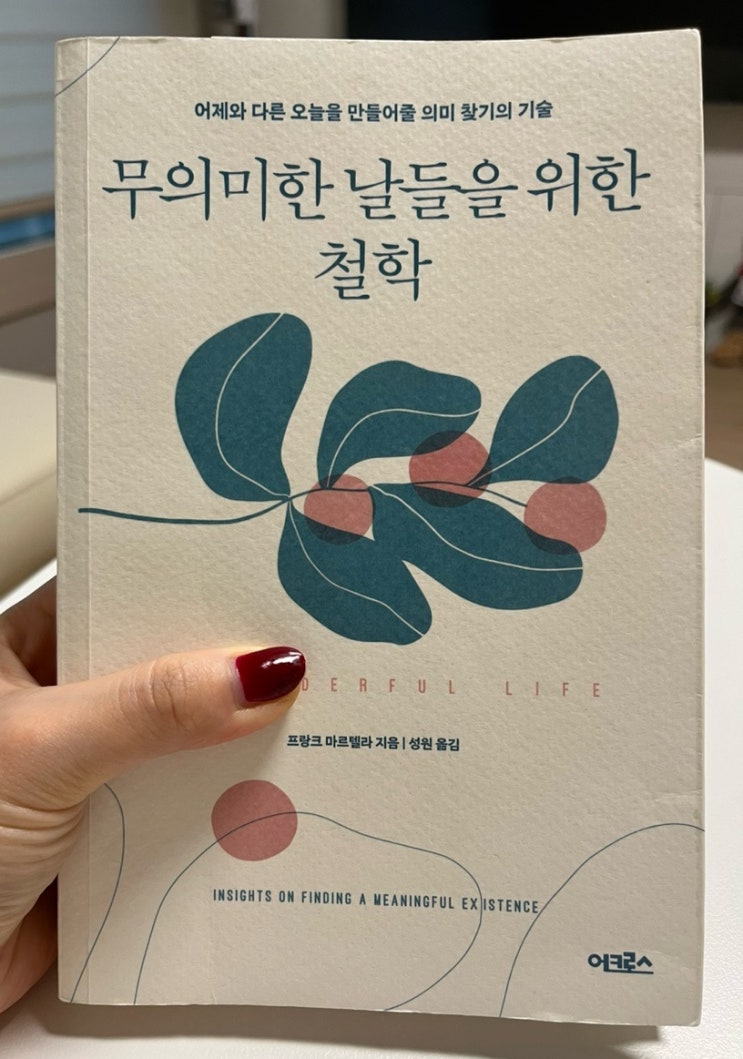 어제와 다른 오늘을 만들어줄 의미 찾기의 기술
무의미한 날들을 위한
철학
DERFUL LIFE
프랑크 마르텔라 지음 | 성원 옮김
INSIGHTS ON FINDING A MEANINGFUL EXISTENCE
어크로스